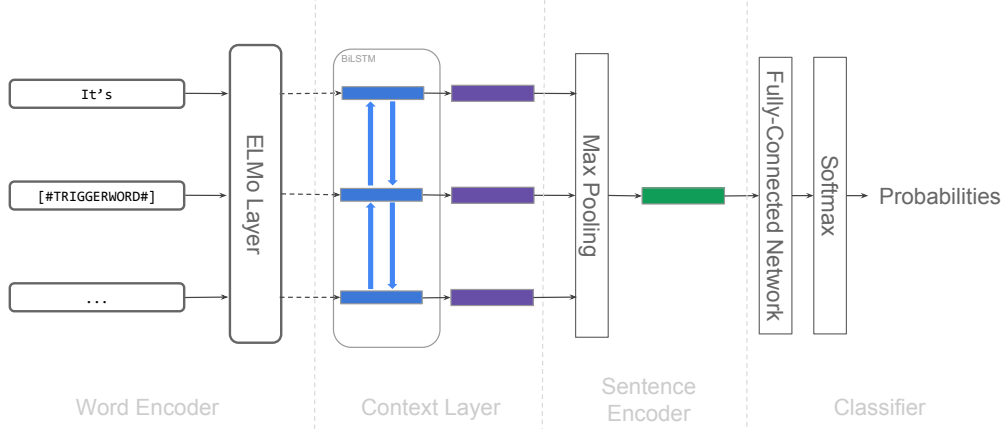 BiLSTM
It's
[#TRIGGERWORD#]
...
ELMo Layer
Max Pooling
Fully-Connected Network
Softmax
Probabilities
Word Encoder
Context Layer
Sentence
Encoder
Classifier